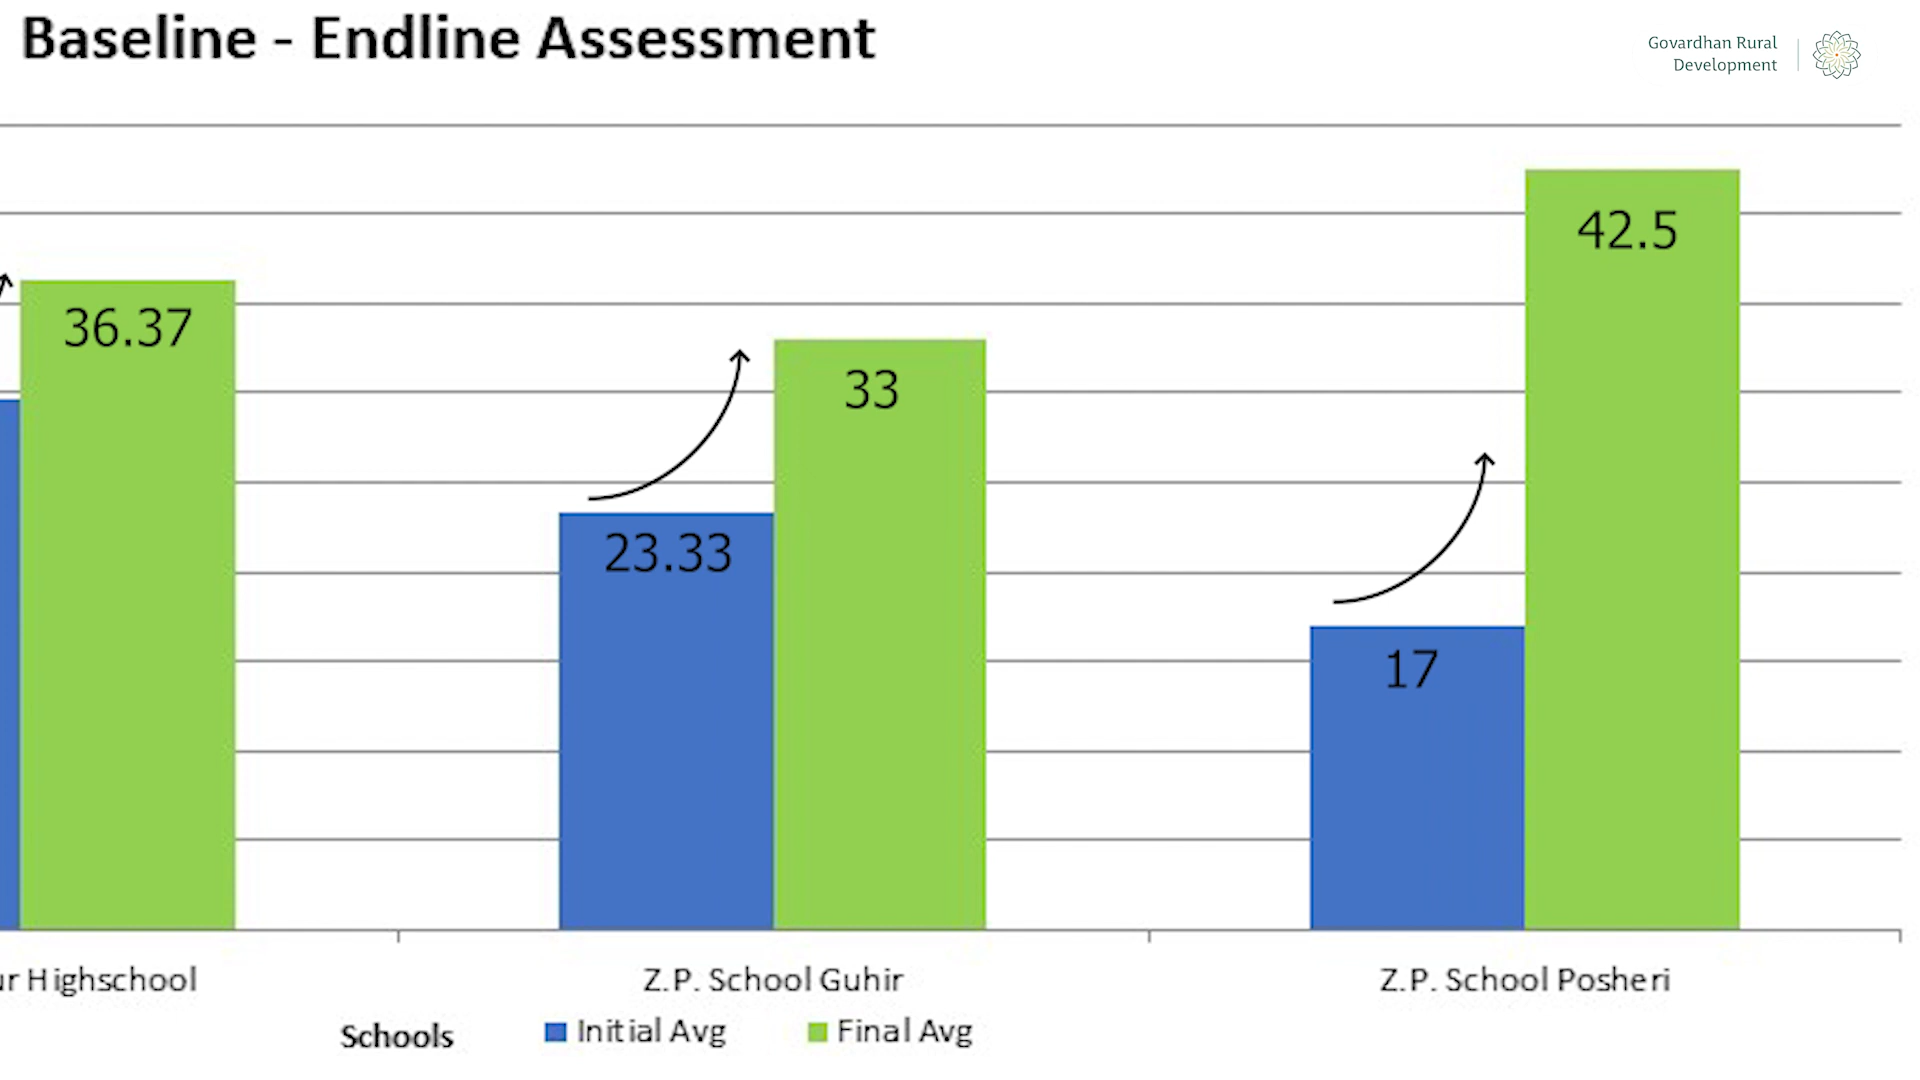 Baseline - Endline Assessment
Govardhan Rural
Development
36.37
23.33
33
17
42.5
Highschool
Z.P. School Guhir
Z.P. School Posheri
Schools
Initial Avg
Final Avg